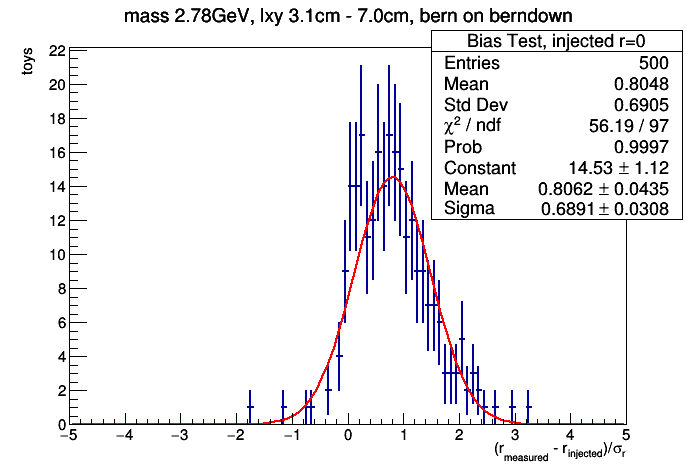 mass 2.78GeV, lxy 3.1cm - 7.0cm, bern on berndown
Bias Test, injected r=0
Entries 500
Mean 0.8048
Std Dev 0.6905
χ² / ndf 56.19 / 97
Prob 0.9997
Constant 14.53 ± 1.12
Mean 0.8062 ± 0.0435
Sigma 0.6891 ± 0.0308
toys
22
20
18
16
14
12
10
8
6
4
2
0
−5 −4 −3 −2 −1 0 1 2 3 4 5
(r_measured - r_injected)/σ_r